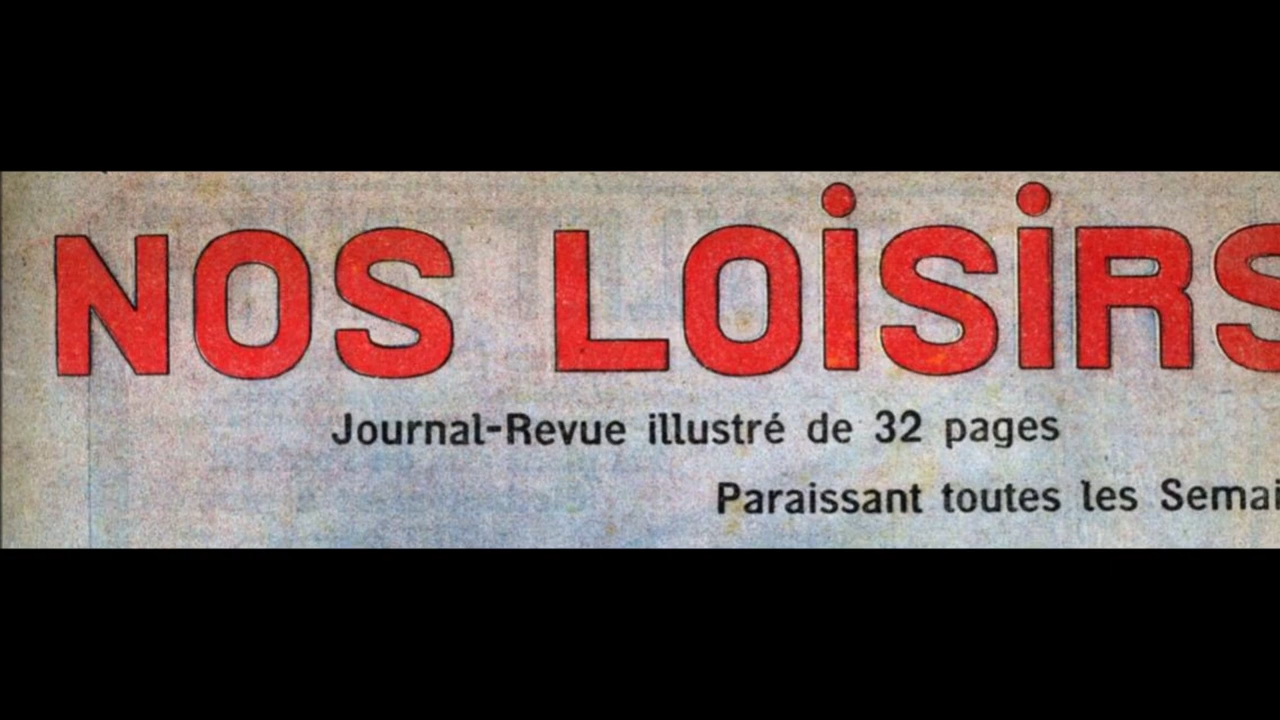 NOS LOiSiRS
Journal-Revue illustré de 32 pages
Paraissant toutes les Semai